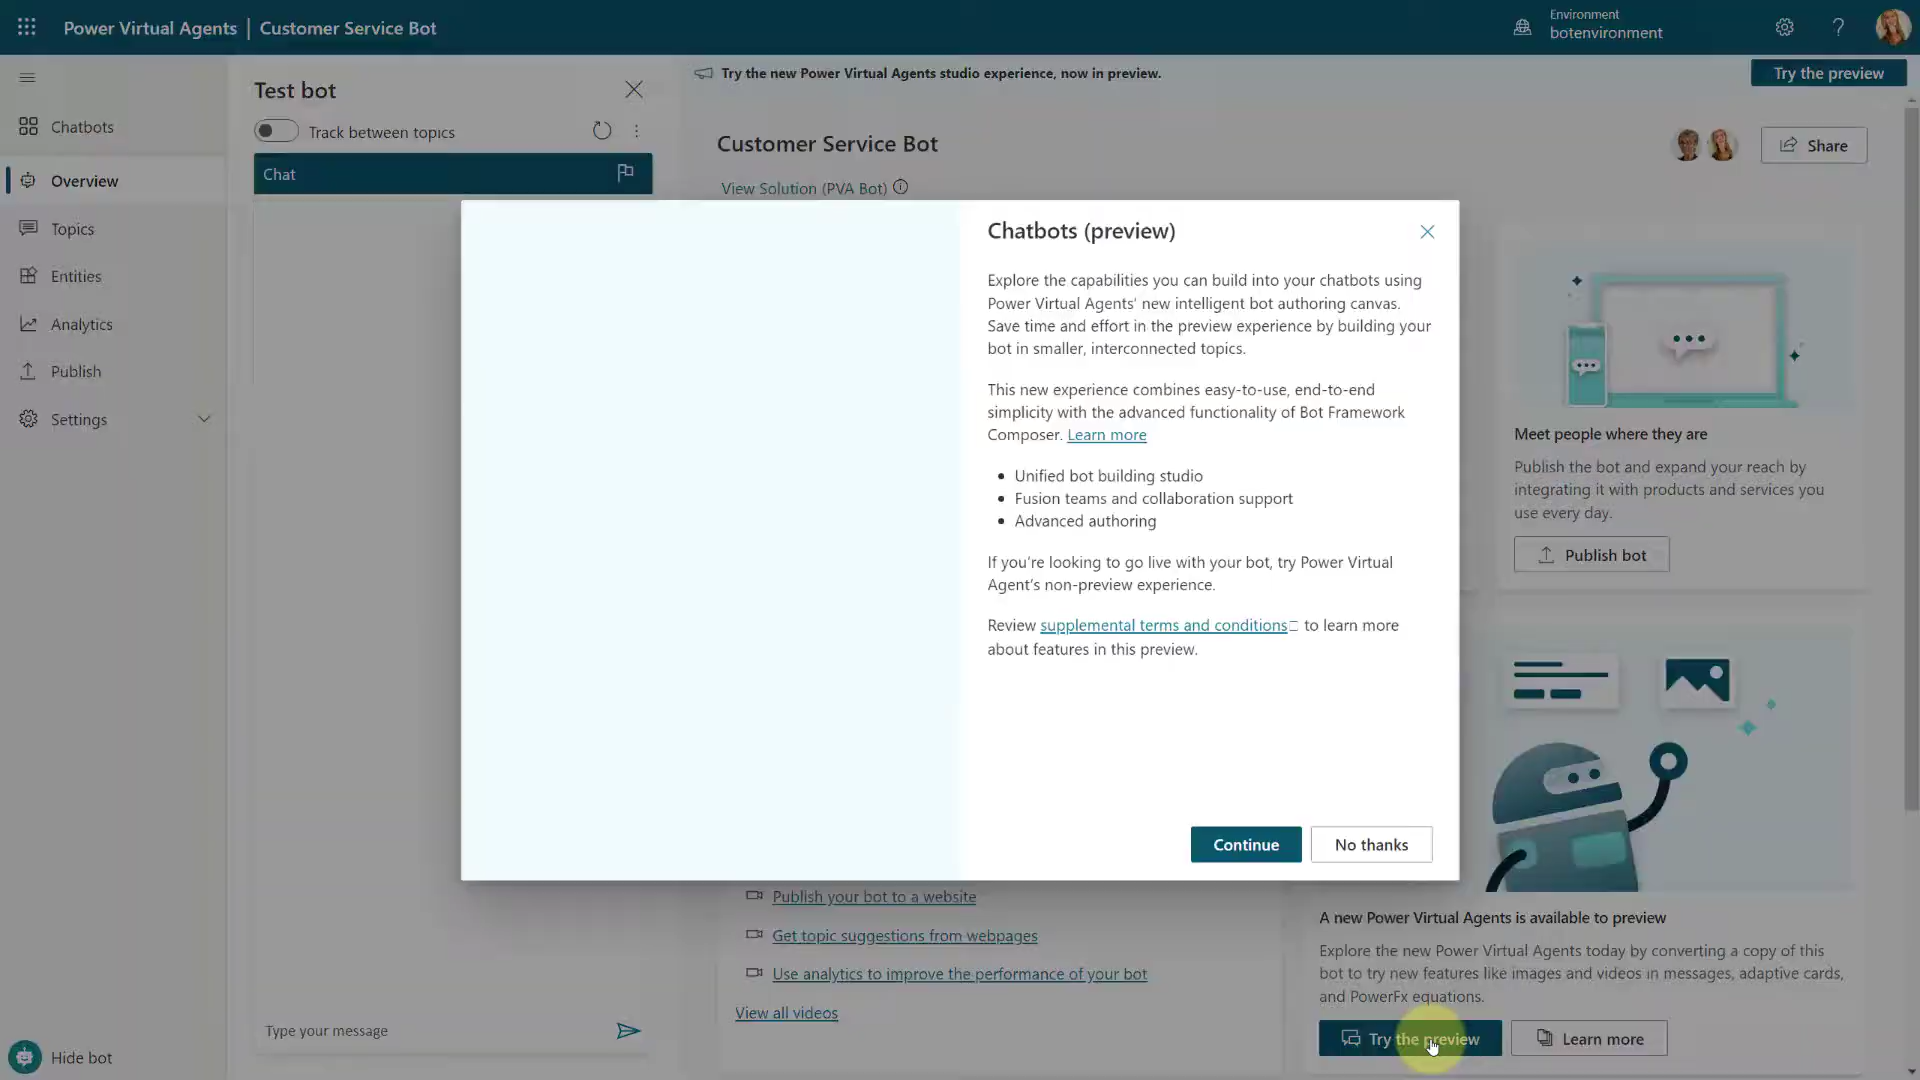 Power Virtual Agents | Customer Service Bot
Environment
botenvironment
Chatbots
Overview
Topics
Entities
Analytics
Publish
Settings
Hide bot
Test bot
Track between topics
Chat
Type your message
Try the new Power Virtual Agents studio experience, now in preview.
Try the preview
Customer Service Bot
Share
View Solution (PVA Bot)
Chatbots (preview)
Explore the capabilities you can build into your chatbots using
Power Virtual Agents' new intelligent bot authoring canvas.
Save time and effort in the preview experience by building your
bot in smaller, interconnected topics.
This new experience combines easy-to-use, end-to-end
simplicity with the advanced functionality of Bot Framework
Composer. Learn more
• Unified bot building studio
• Fusion teams and collaboration support
• Advanced authoring
If you're looking to go live with your bot, try Power Virtual
Agent's non-preview experience.
Review supplemental terms and conditions to learn more
about features in this preview.
Continue
No thanks
Meet people where they are
Publish the bot and expand your reach by
integrating it with products and services you
use every day.
Publish bot
Publish your bot to a website
Get topic suggestions from webpages
Use analytics to improve the performance of your bot
View all videos
A new Power Virtual Agents is available to preview
Explore the new Power Virtual Agents today by converting a copy of this
bot to try new features like images and videos in messages, adaptive cards,
and PowerFx equations.
Try the preview
Learn more